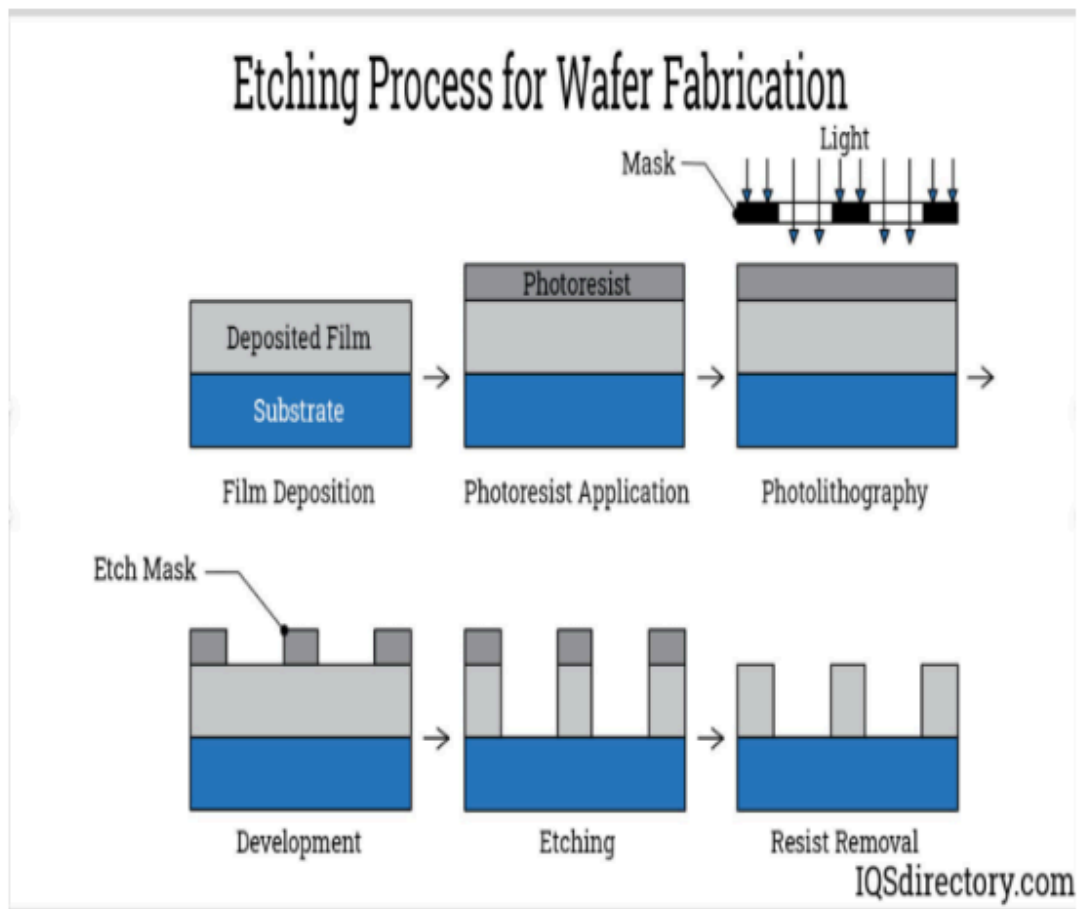 Etching Process for Wafer Fabrication
Light
Mask
Photoresist
Deposited Film
Substrate
Film Deposition
Photoresist Application
Photolithography
Etch Mask
Development
Etching
Resist Removal
IQSdirectory.com